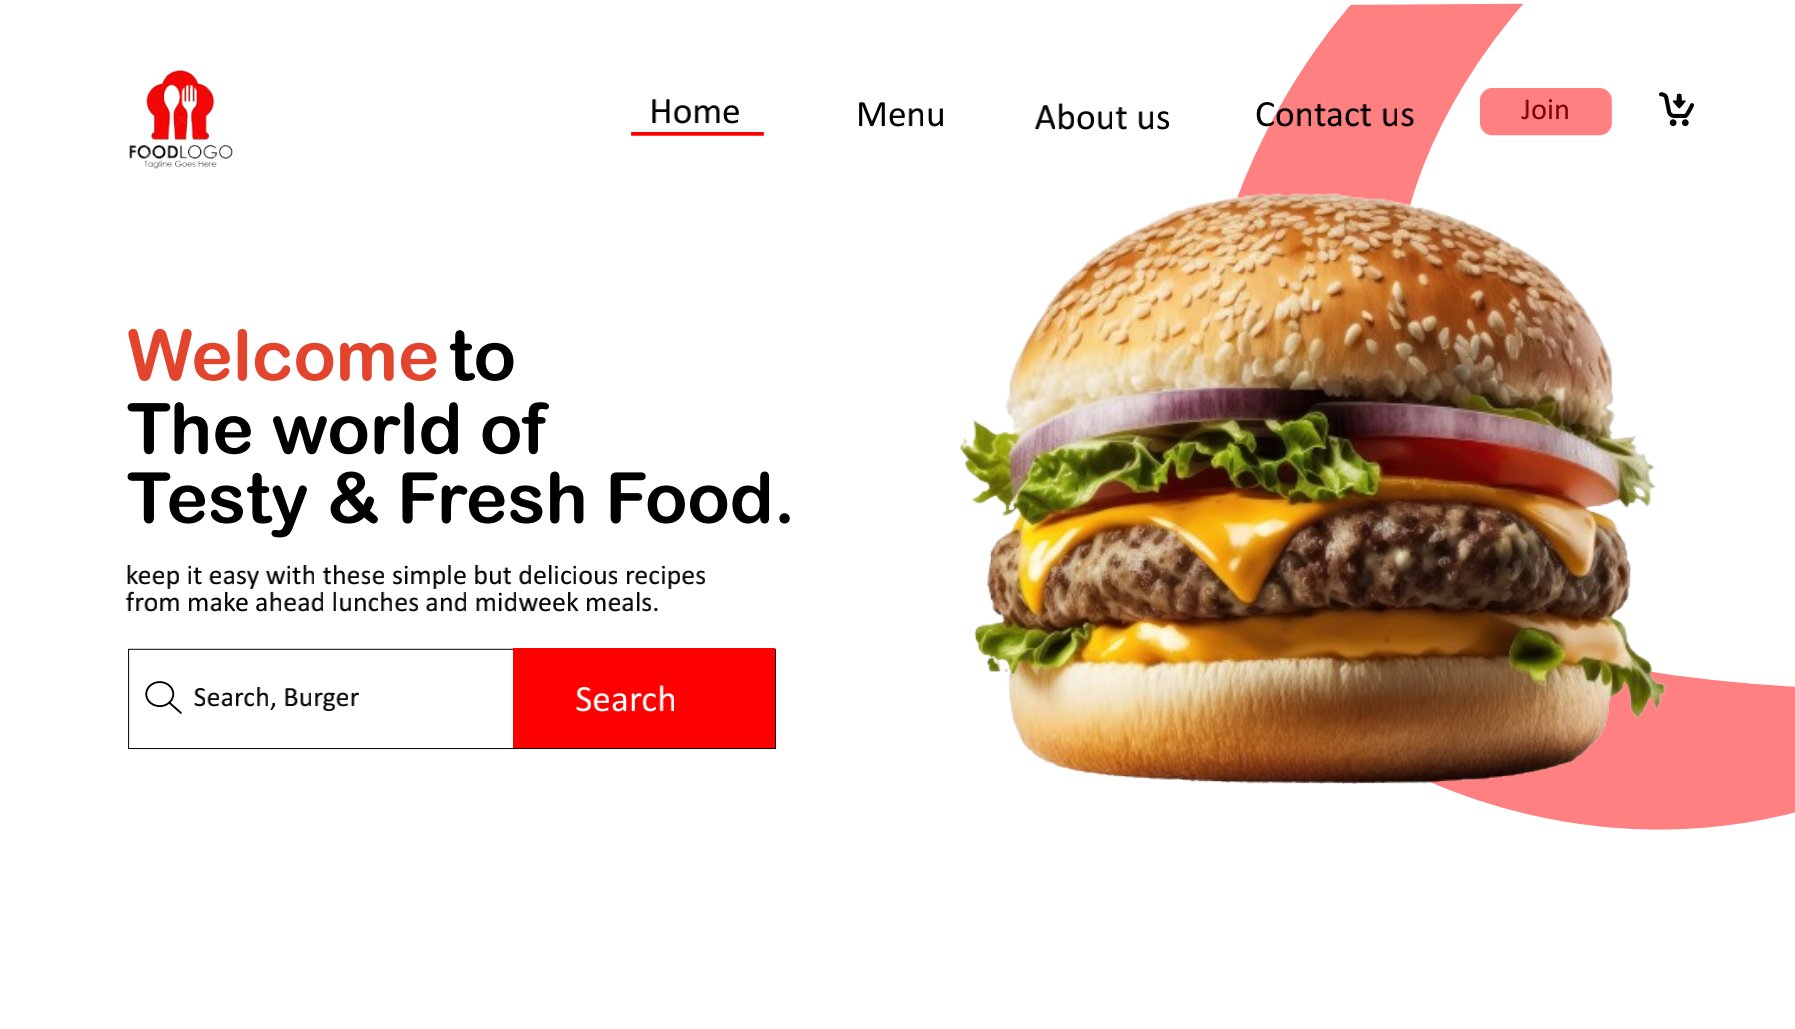 FOODLOGO
Tagline Goes Here
Home
Menu
About us
Contact us
Join
Welcome to
The world of
Testy & Fresh Food.
keep it easy with these simple but delicious recipes
from make ahead lunches and midweek meals.
Search, Burger
Search